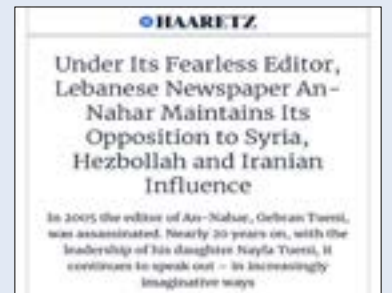 HAARETZ
Under Its Fearless Editor,
Lebanese Newspaper An-
Nahar Maintains Its
Opposition to Syria,
Hezbollah and Iranian
Influence
In 2005 the editor of An-Nahar, Gebran Tueni,
was assassinated. Nearly 20 years on, with the
leadership of his daughter Nayla Tueni, it
continues to speak out – in increasingly
imaginative ways